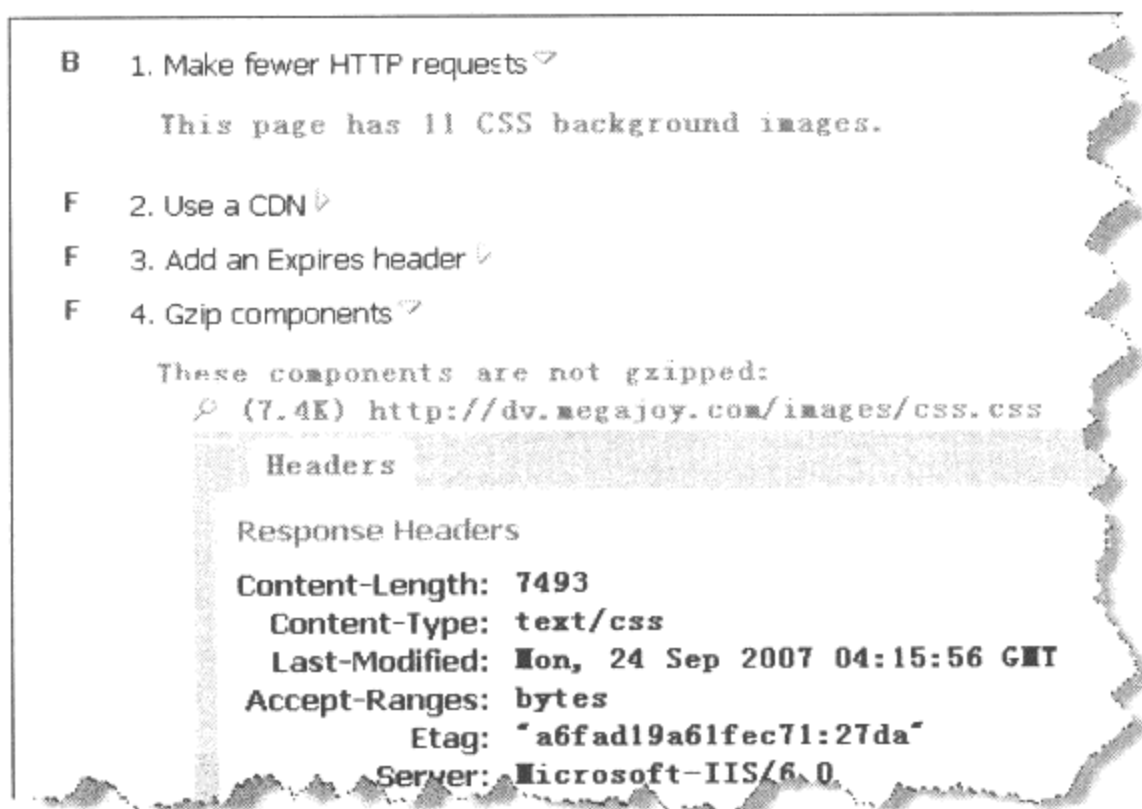 B 1. Make fewer HTTP requests
This page has 11 CSS background images.
F 2. Use a CDN
F 3. Add an Expires header
F 4. Gzip components
These components are not gzipped:
(7.4K) http://dv.megajoy.com/images/css.css
Headers
Response Headers
Content-Length: 7493
Content-Type: text/css
Last-Modified: Mon, 24 Sep 2007 04:15:56 GMT
Accept-Ranges: bytes
Etag: "a6fad19a61fec71:27da"
Server: Microsoft-IIS/6.0